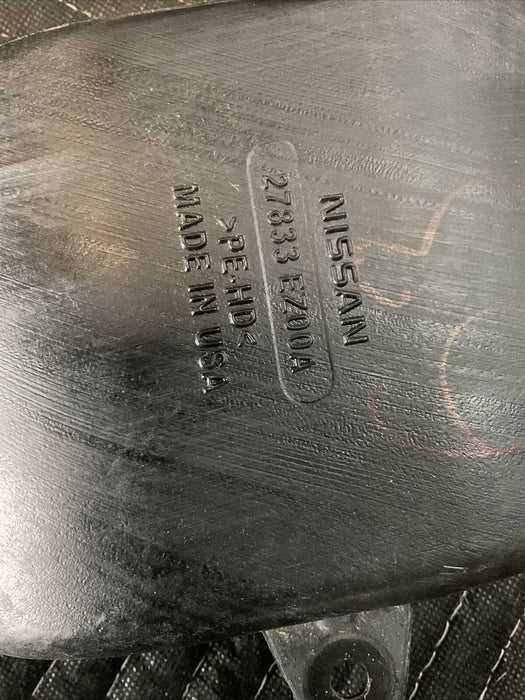 NISSAN
27833 EZ00A
>PE-HD<
MADE IN USA